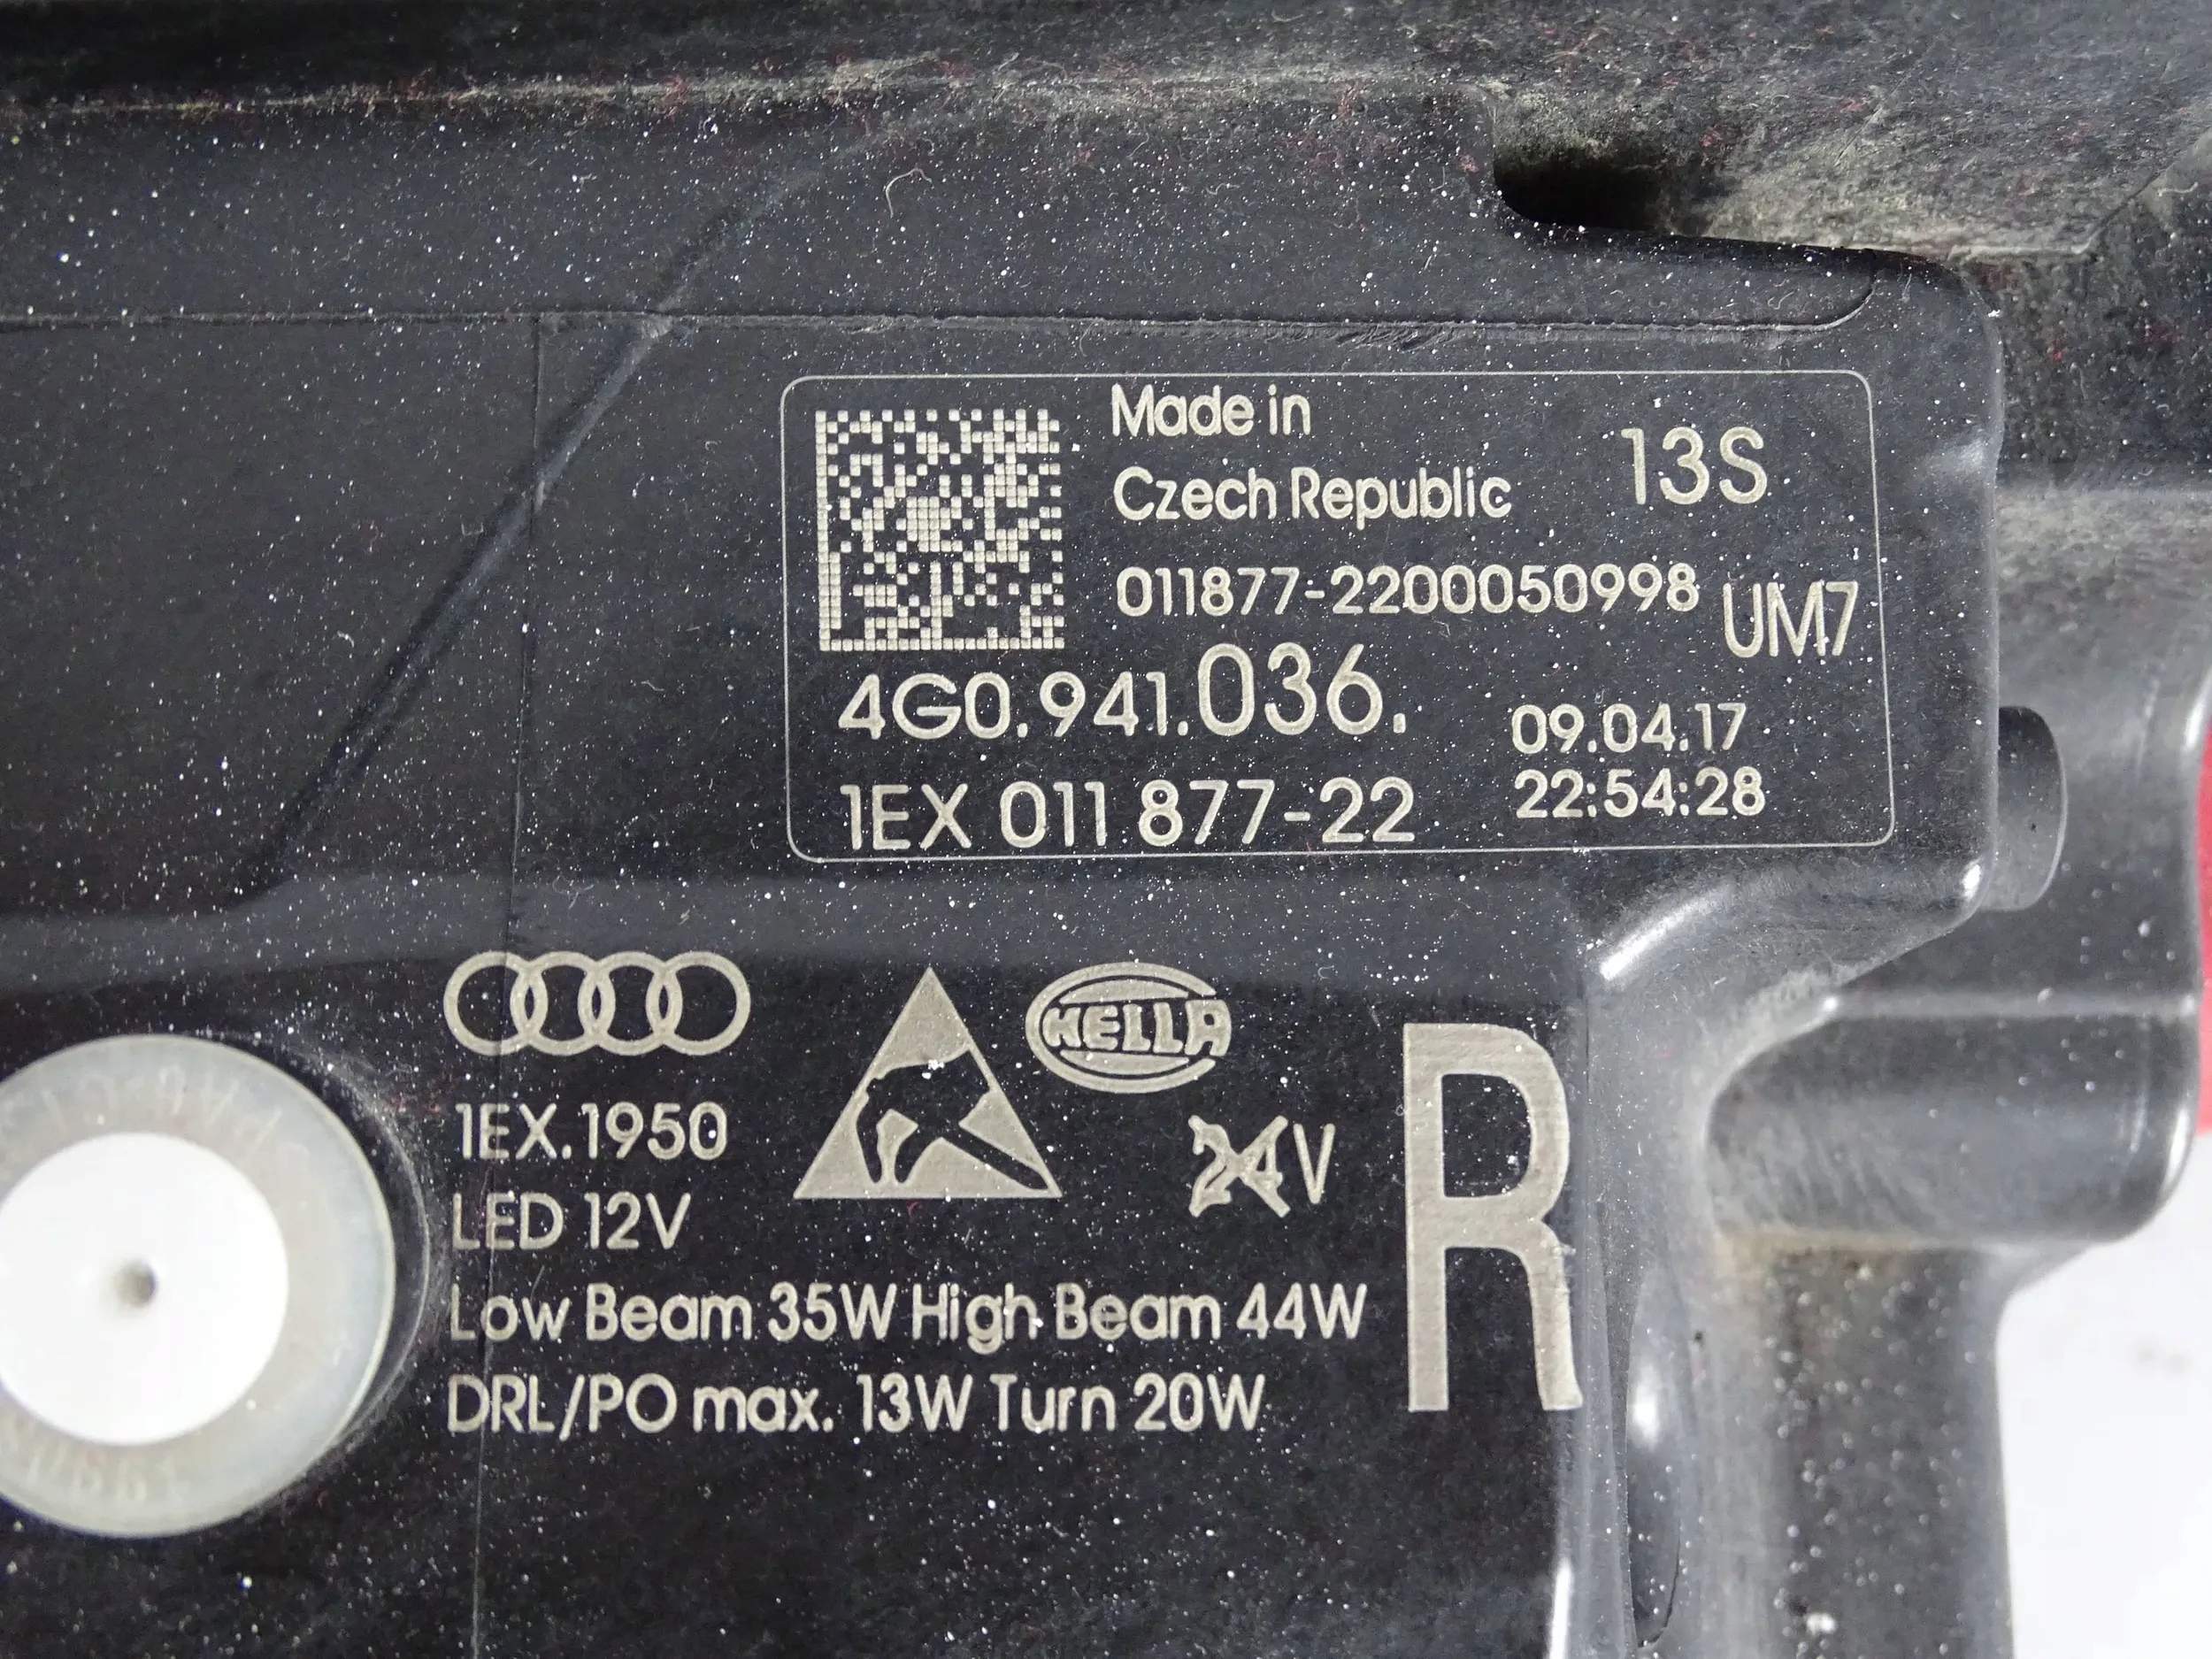 Made in
Czech Republic
13S
011877-2200050998
UM7
4G0.941.036.
09.04.17
1EX 011 877-22
22:54:28
HELLA
1EX.1950
24V
R
LED 12V
Low Beam 35W High Beam 44W
DRL/PO max. 13W Turn 20W